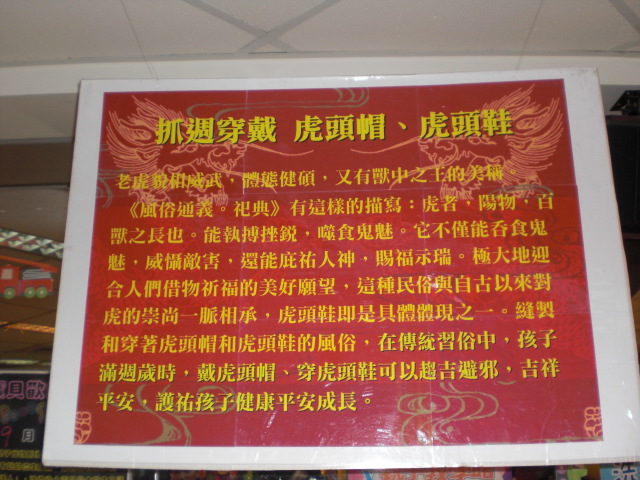 抓週穿戴 虎頭帽、虎頭鞋
老虎貌相威武，體態健碩，又有獸中之王的美稱。
《風俗通義。祀典》有這樣的描寫：虎者，陽物，百
獸之長也。能執搏挫銳，噬食鬼魅。它不僅能吞食鬼
魅，威懾敵害，還能庇祐人神，賜福示瑞。極大地迎
合人們借物祈福的美好願望，這種民俗與自古以來對
虎的崇尚一脈相承，虎頭鞋即是具體體現之一。縫製
和穿著虎頭帽和虎頭鞋的風俗，在傳統習俗中，孩子
滿週歲時，戴虎頭帽、穿虎頭鞋可以趨吉避邪，吉祥
平安，護祐孩子健康平安成長。
貝歡
9月